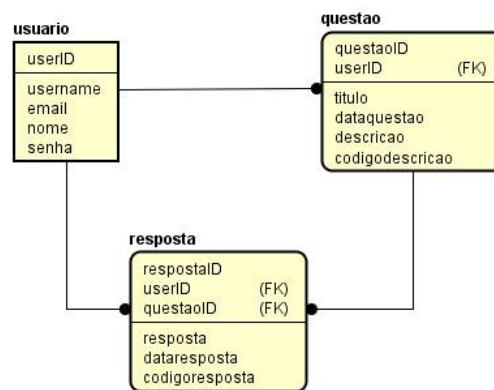 usuario
userID
username
email
nome
senha
questao
questaoID
userID (FK)
titulo
dataquestao
descricao
codigodescricao
resposta
respostaID
userID (FK)
questaoID (FK)
resposta
dataresposta
codigoresposta